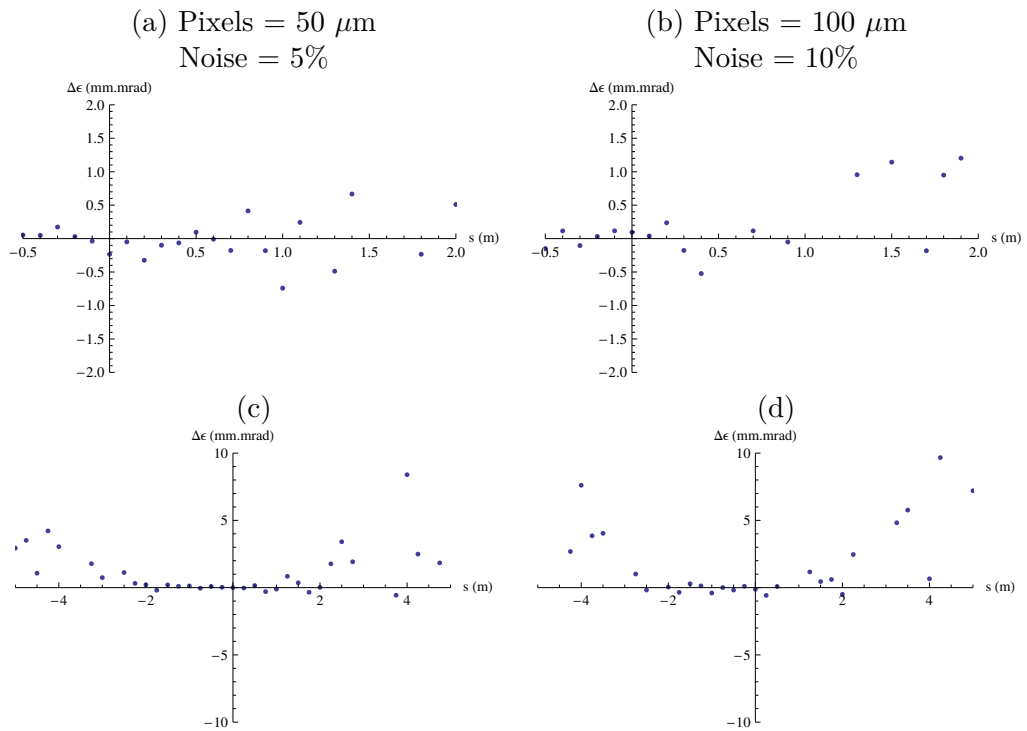 (a) Pixels = 50 μm
Noise = 5%
(b) Pixels = 100 μm
Noise = 10%
Δϵ (mm.mrad)
2.0
1.5
1.0
0.5
−0.5
−1.0
−1.5
−2.0
−0.5 0.5 1.0 1.5 2.0 s (m)
Δϵ (mm.mrad)
2.0
1.5
1.0
0.5
−0.5
−1.0
−1.5
−2.0
−0.5 0.5 1.0 1.5 2.0 s (m)
(c)
Δϵ (mm.mrad)
10
5
−5
−10
−4 −2 2 4 s (m)
(d)
Δϵ (mm.mrad)
10
5
−5
−10
−4 −2 2 4 s (m)